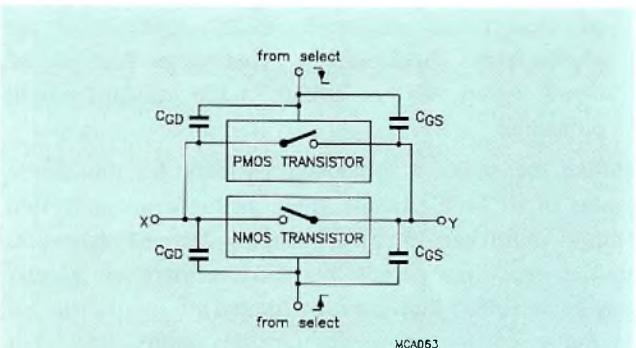 from select
CGD
CGS
PMOS TRANSISTOR
X
Y
NMOS TRANSISTOR
CGD
CGS
from select
MCA053